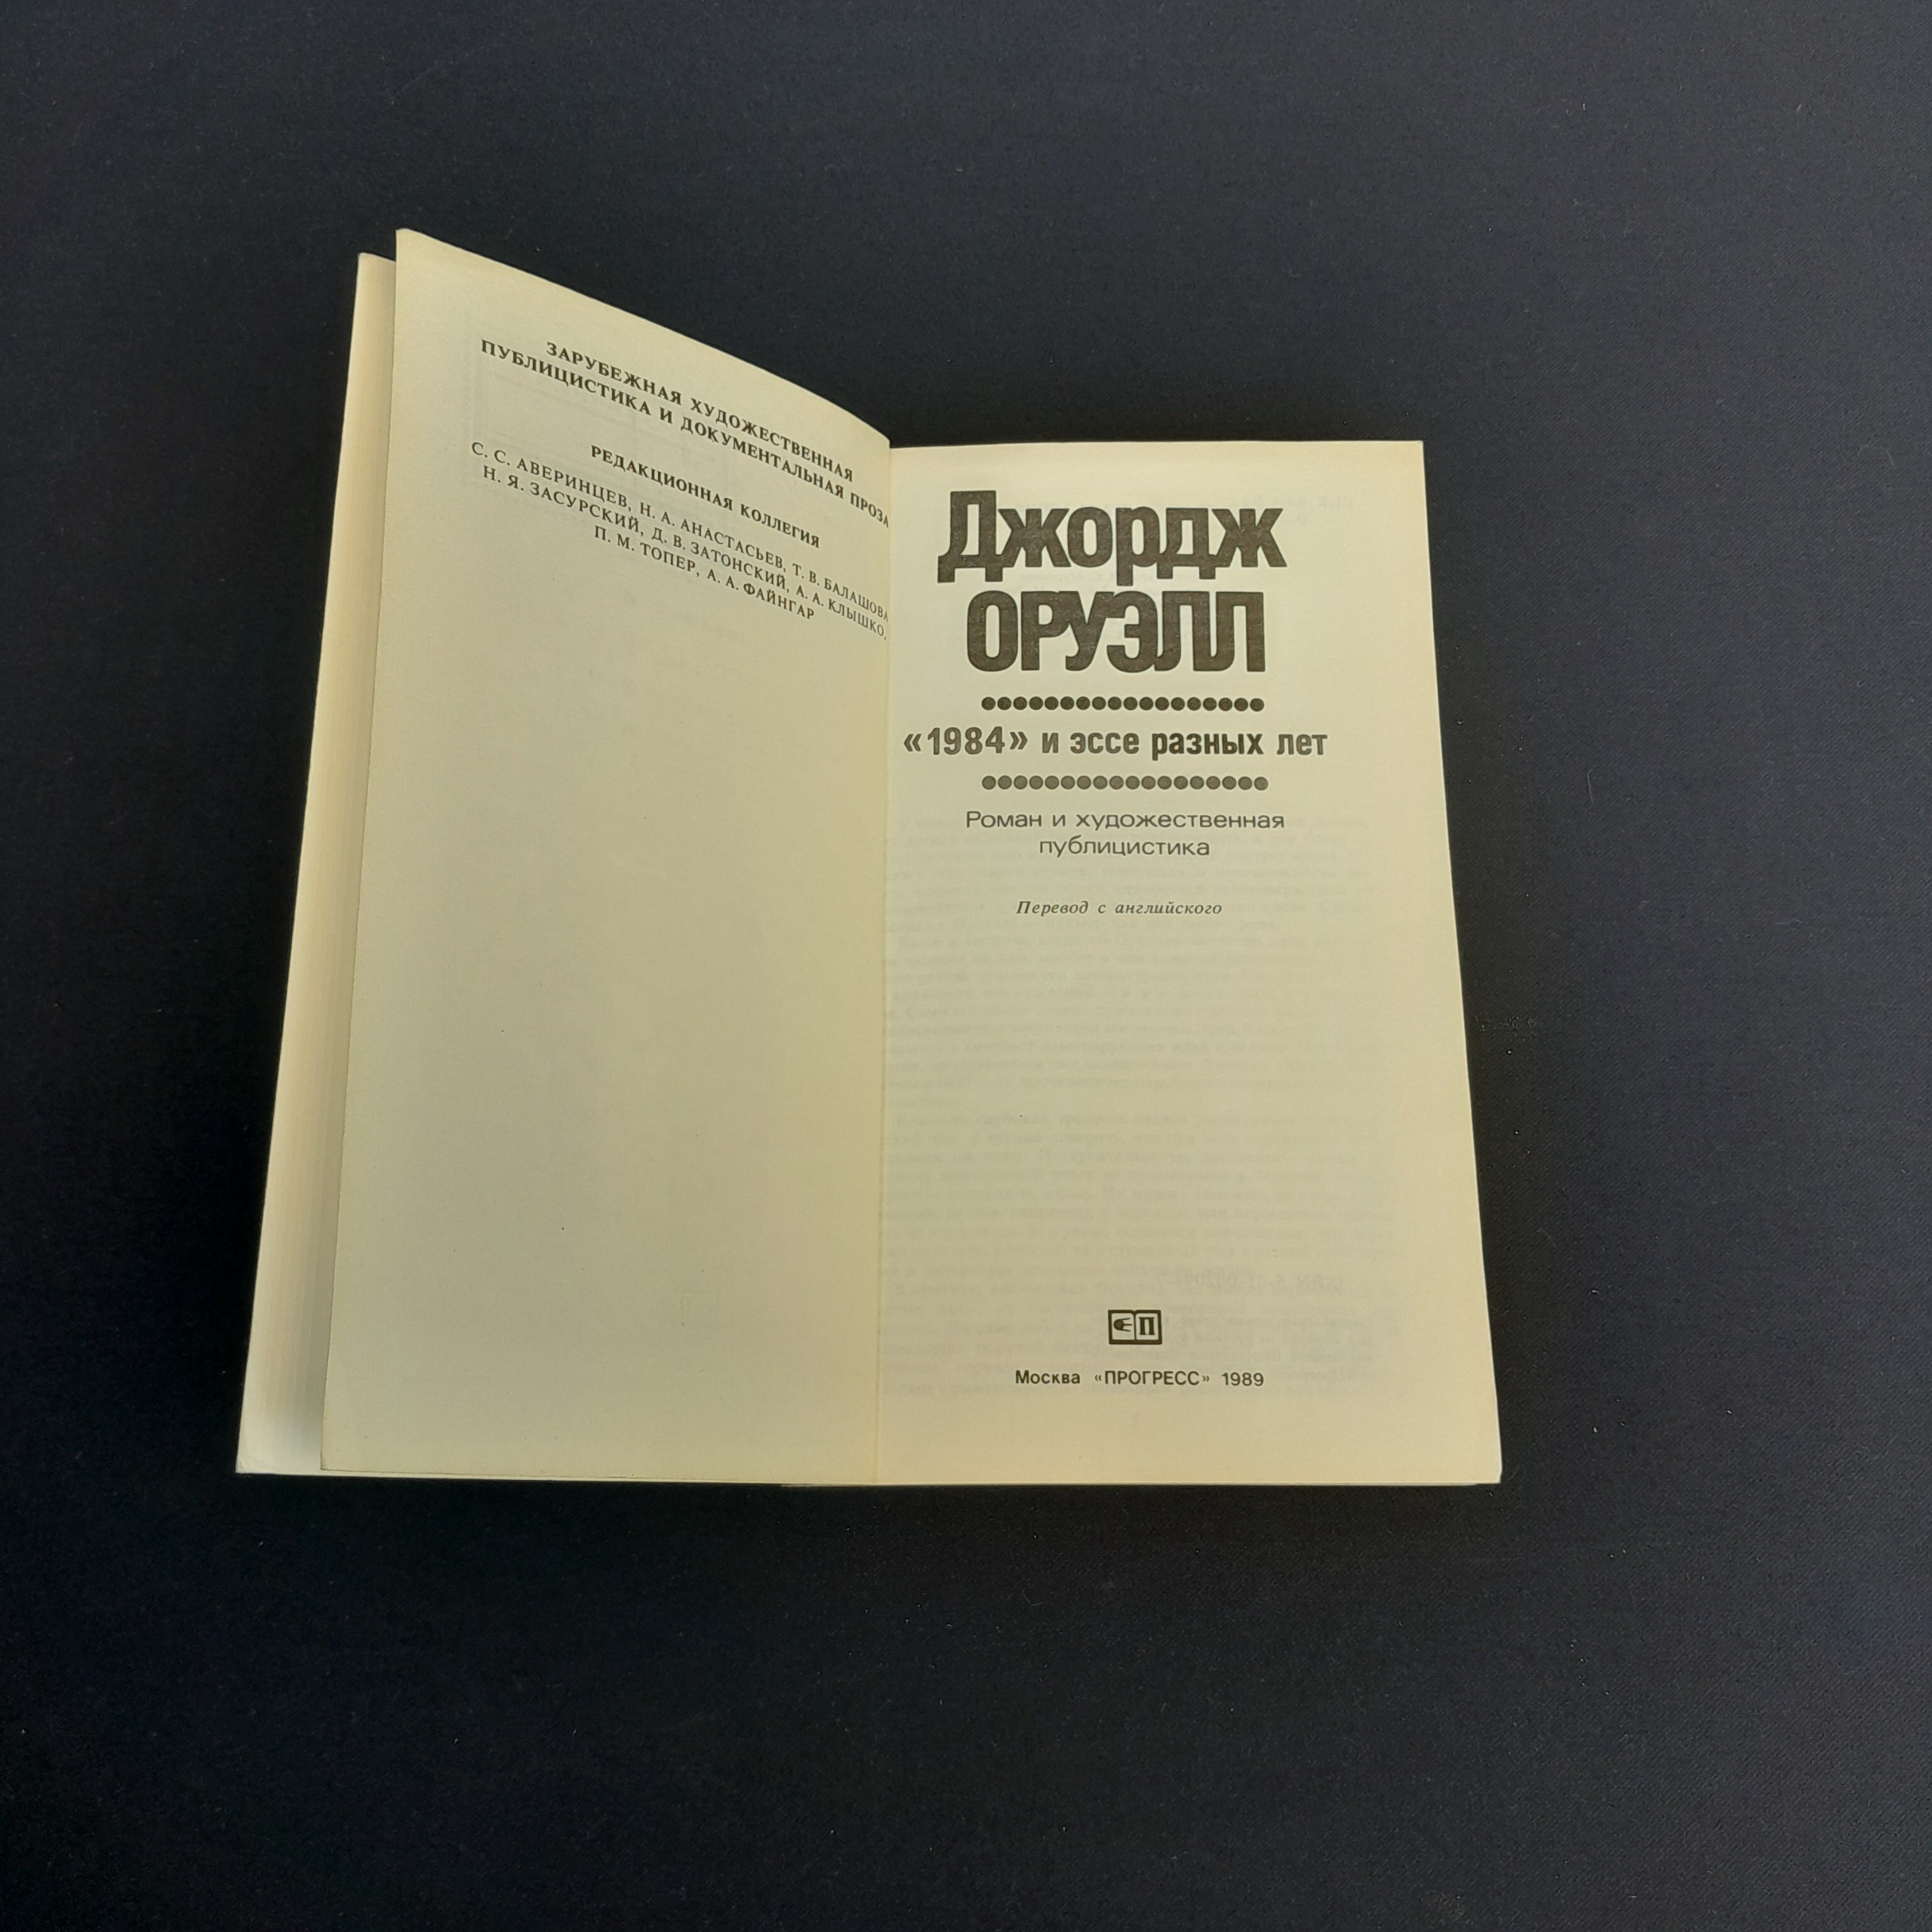 ЗАРУБЕЖНАЯ ХУДОЖЕСТВЕННАЯ
ПУБЛИЦИСТИКА И ДОКУМЕНТАЛЬНАЯ ПРОЗА
РЕДАКЦИОННАЯ КОЛЛЕГИЯ
С. С. АВЕРИНЦЕВ, Н. А. АНАСТАСЬЕВ, Т. В. БАЛАШОВА
Н. Я. ЗАСУРСКИЙ, Д. В. ЗАТОНСКИЙ, А. А. КЛЫШКО,
П. М. ТОПЕР, А. А. ФАЙНГАР
Джордж
ОРУЭЛЛ
«1984» и эссе разных лет
Роман и художественная
публицистика
Перевод с английского
П
Москва «ПРОГРЕСС» 1989